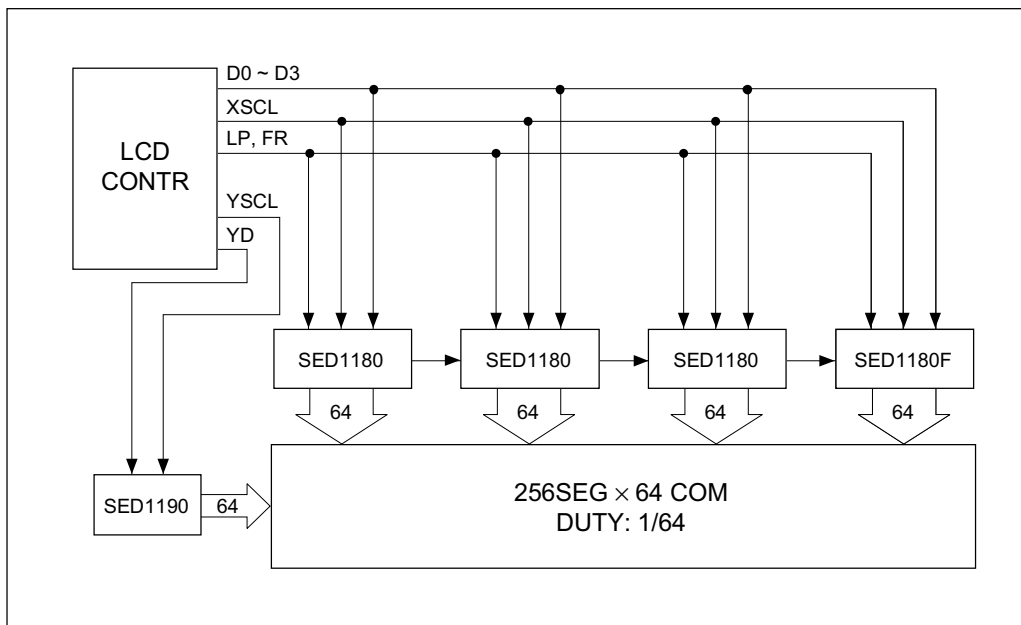 D0 ~ D3
XSCL
LP, FR
LCD
CONTR
YSCL
YD
SED1180
SED1180
SED1180
SED1180F
64
64
64
64
SED1190
64
256SEG × 64 COM
DUTY: 1/64